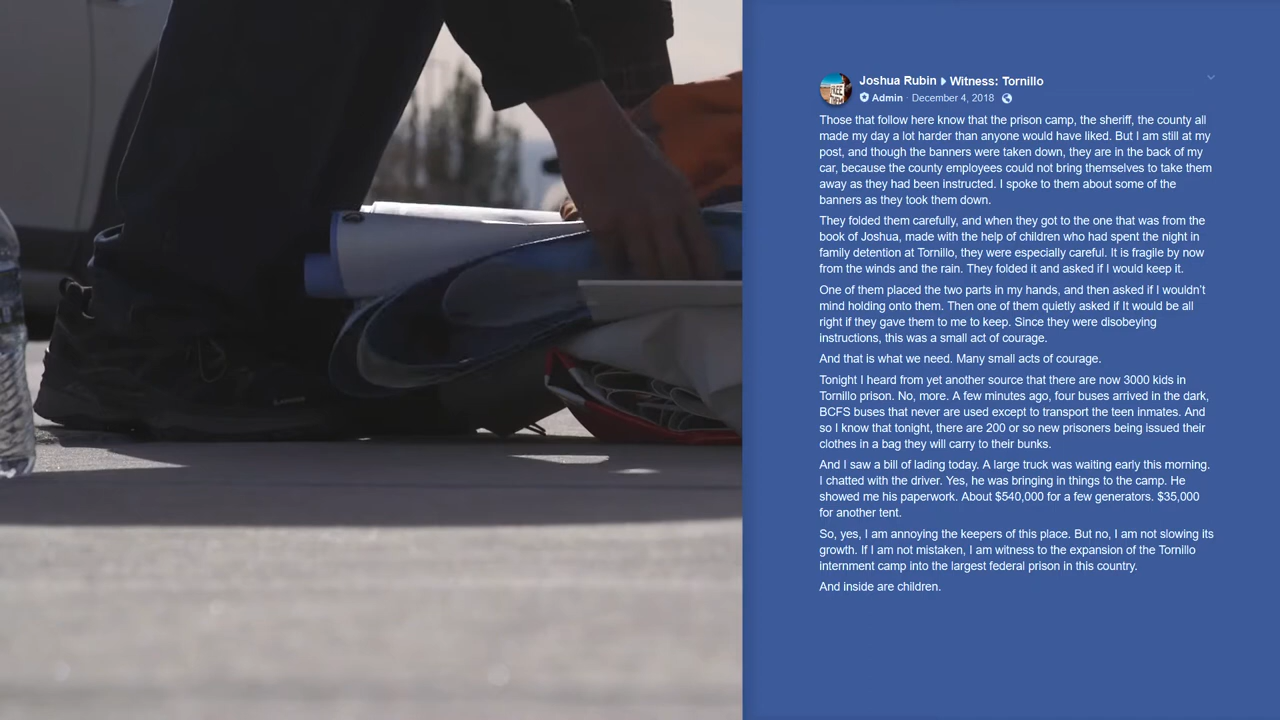 Joshua Rubin Witness: Tornillo
Admin · December 4, 2018
Those that follow here know that the prison camp, the sheriff, the county all
made my day a lot harder than anyone would have liked. But I am still at my
post, and though the banners were taken down, they are in the back of my
car, because the county employees could not bring themselves to take them
away as they had been instructed. I spoke to them about some of the
banners as they took them down.
They folded them carefully, and when they got to the one that was from the
book of Joshua, made with the help of children who had spent the night in
family detention at Tornillo, they were especially careful. It is fragile by now
from the winds and the rain. They folded it and asked if I would keep it.
One of them placed the two parts in my hands, and then asked if I wouldn't
mind holding onto them. Then one of them quietly asked if It would be all
right if they gave them to me to keep. Since they were disobeying
instructions, this was a small act of courage.
And that is what we need. Many small acts of courage.
Tonight I heard from yet another source that there are now 3000 kids in
Tornillo prison. No, more. A few minutes ago, four buses arrived in the dark,
BCFS buses that never are used except to transport the teen inmates. And
so I know that tonight, there are 200 or so new prisoners being issued their
clothes in a bag they will carry to their bunks.
And I saw a bill of lading today. A large truck was waiting early this morning.
I chatted with the driver. Yes, he was bringing in things to the camp. He
showed me his paperwork. About $540,000 for a few generators. $35,000
for another tent.
So, yes, I am annoying the keepers of this place. But no, I am not slowing its
growth. If I am not mistaken, I am witness to the expansion of the Tornillo
internment camp into the largest federal prison in this country.
And inside are children.